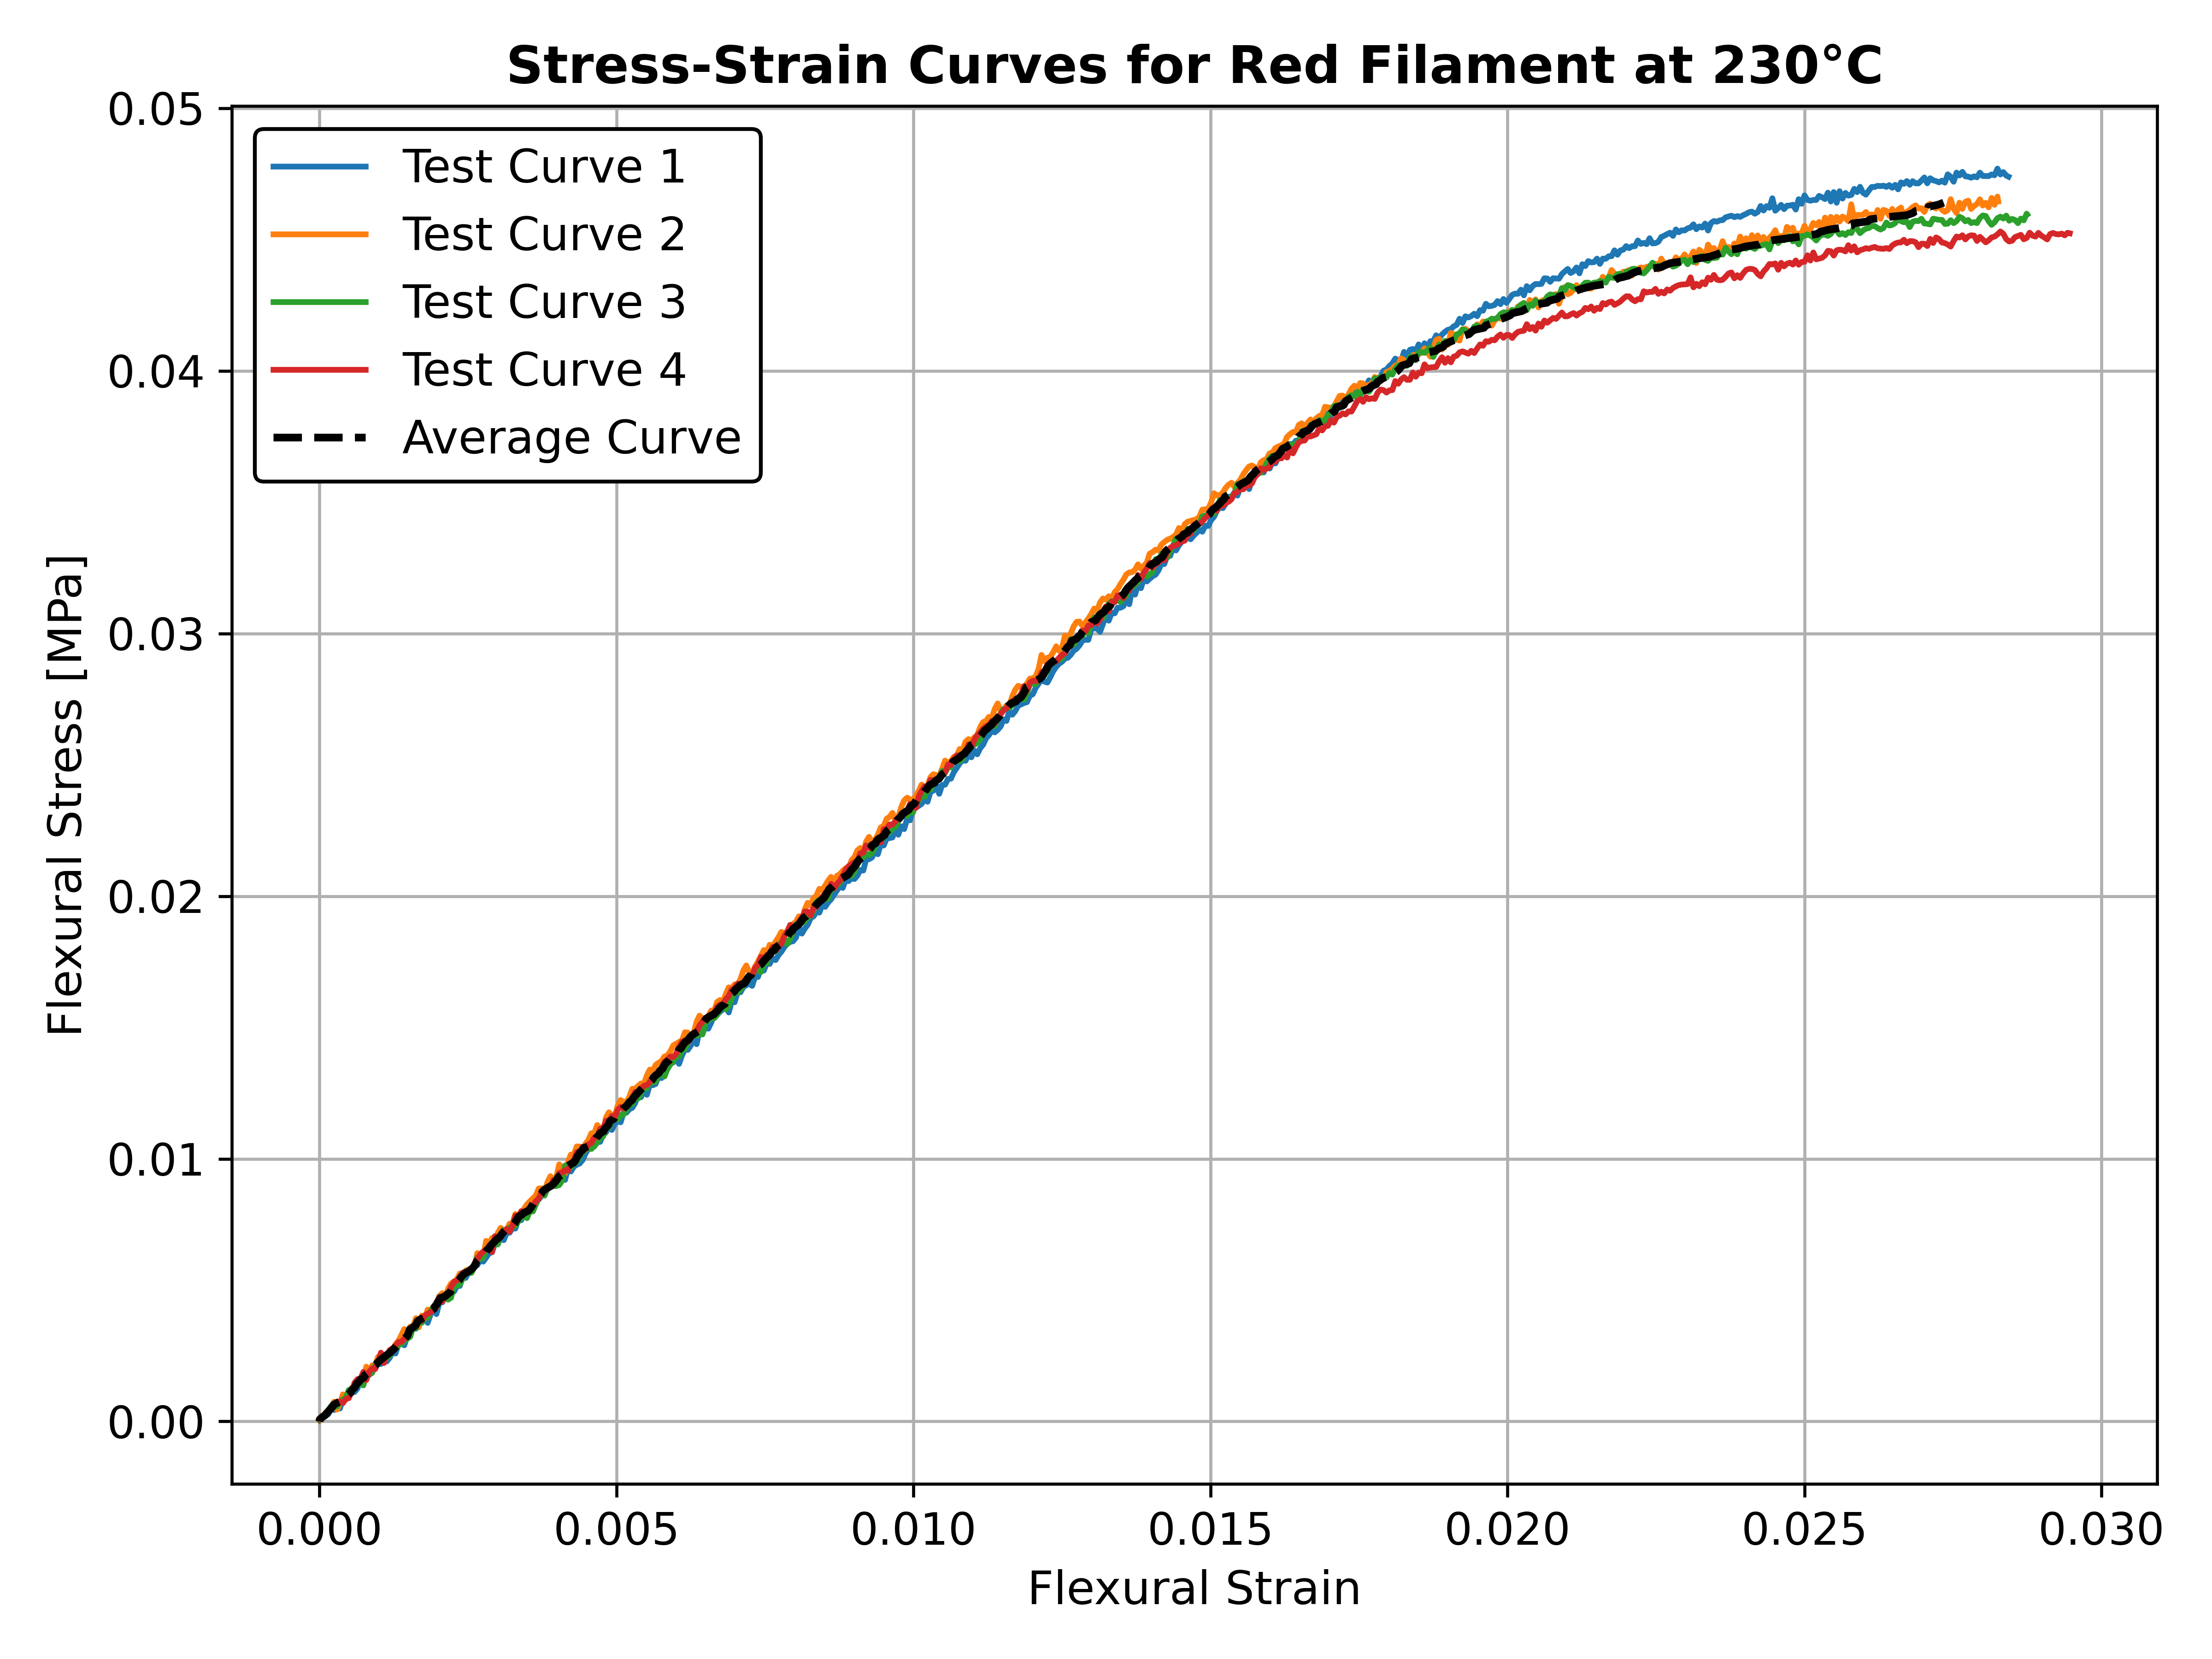 Stress-Strain Curves for Red Filament at 230°C
0.05
0.04
0.03
0.02
0.01
0.00
Flexural Stress [MPa]
Test Curve 1
Test Curve 2
Test Curve 3
Test Curve 4
Average Curve
0.000 0.005 0.010 0.015 0.020 0.025 0.030
Flexural Strain